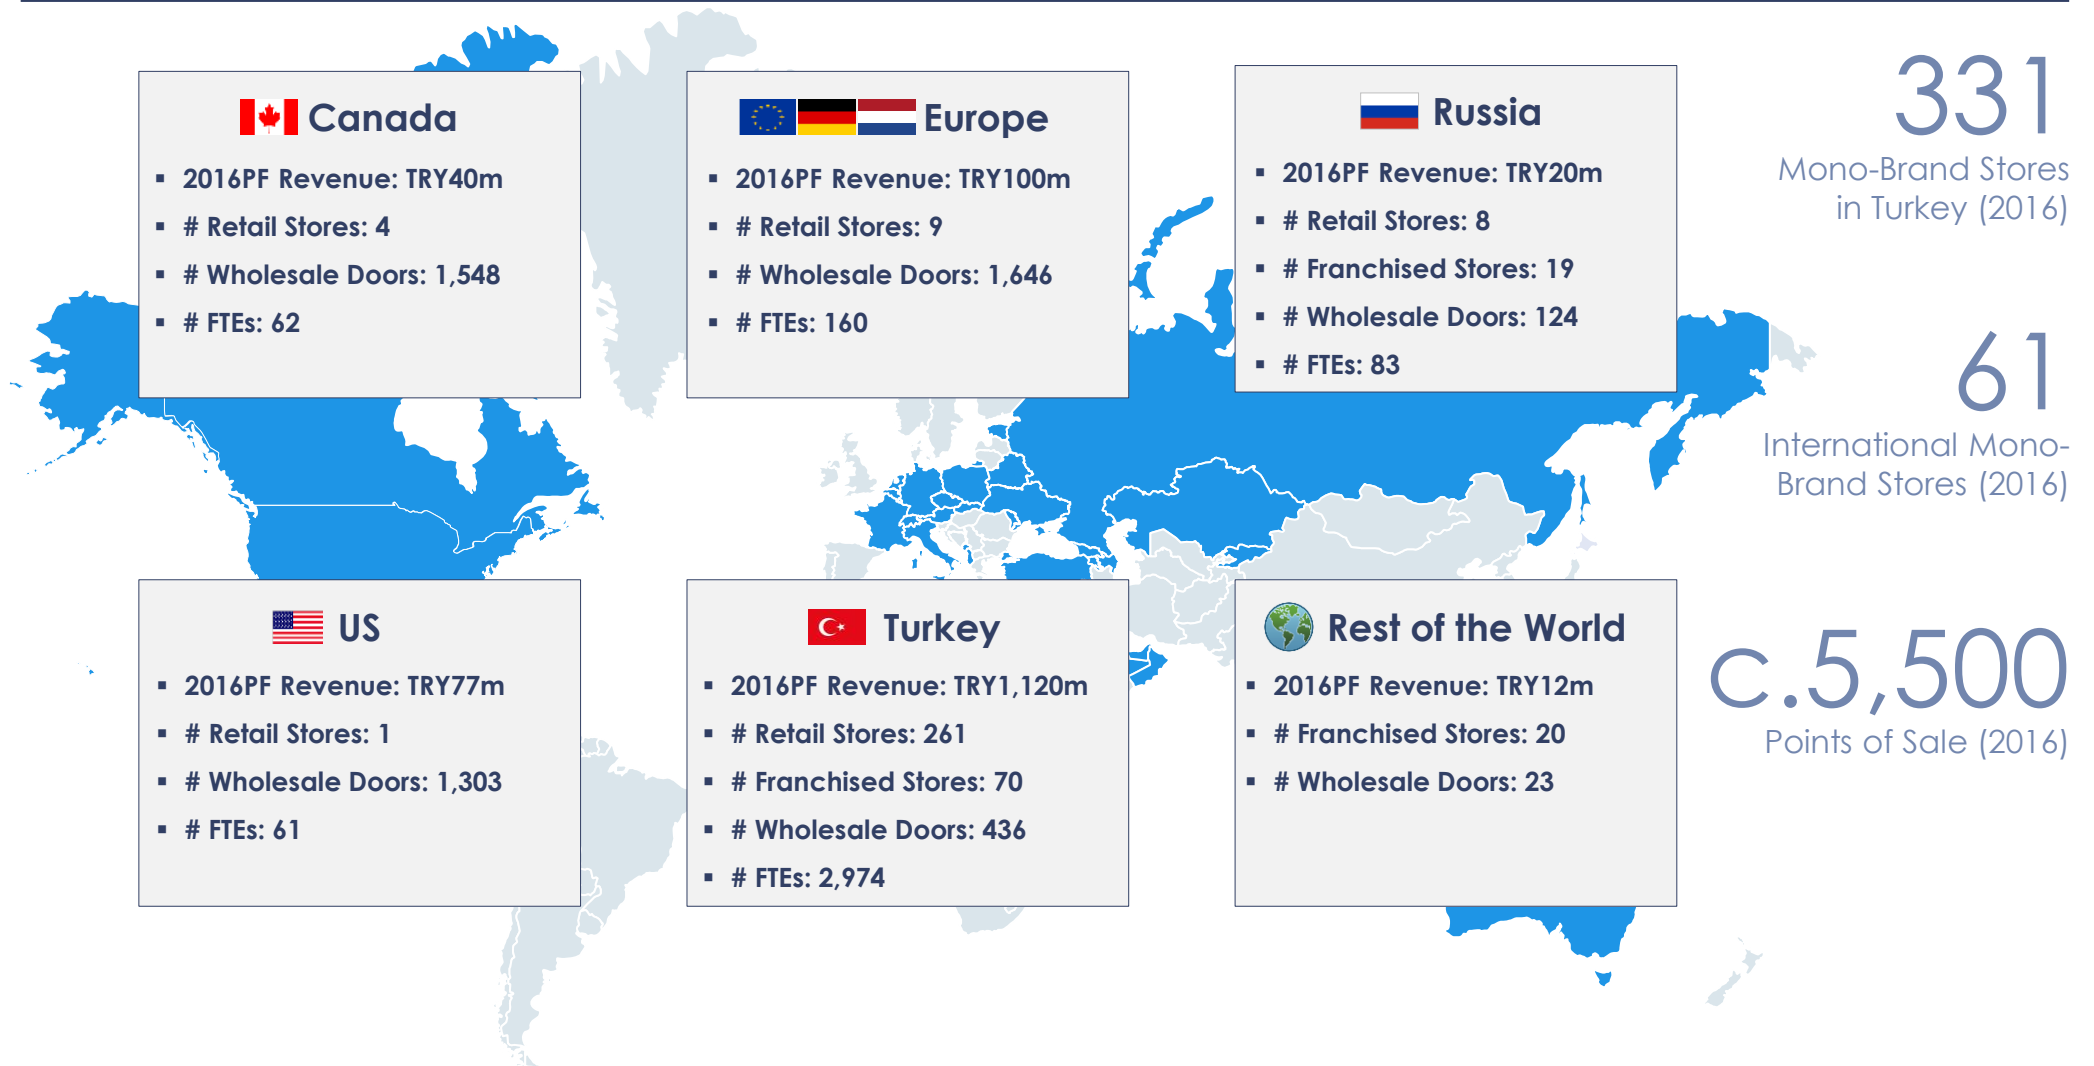 Canada
▪ 2016PF Revenue: TRY40m
▪ # Retail Stores: 4
▪ # Wholesale Doors: 1,548
▪ # FTEs: 62
Europe
▪ 2016PF Revenue: TRY100m
▪ # Retail Stores: 9
▪ # Wholesale Doors: 1,646
▪ # FTEs: 160
Russia
▪ 2016PF Revenue: TRY20m
▪ # Retail Stores: 8
▪ # Franchised Stores: 19
▪ # Wholesale Doors: 124
▪ # FTEs: 83
331
Mono-Brand Stores
in Turkey (2016)
61
International Mono-
Brand Stores (2016)
US
▪ 2016PF Revenue: TRY77m
▪ # Retail Stores: 1
▪ # Wholesale Doors: 1,303
▪ # FTEs: 61
Turkey
▪ 2016PF Revenue: TRY1,120m
▪ # Retail Stores: 261
▪ # Franchised Stores: 70
▪ # Wholesale Doors: 436
▪ # FTEs: 2,974
Rest of the World
▪ 2016PF Revenue: TRY12m
▪ # Franchised Stores: 20
▪ # Wholesale Doors: 23
c.5,500
Points of Sale (2016)